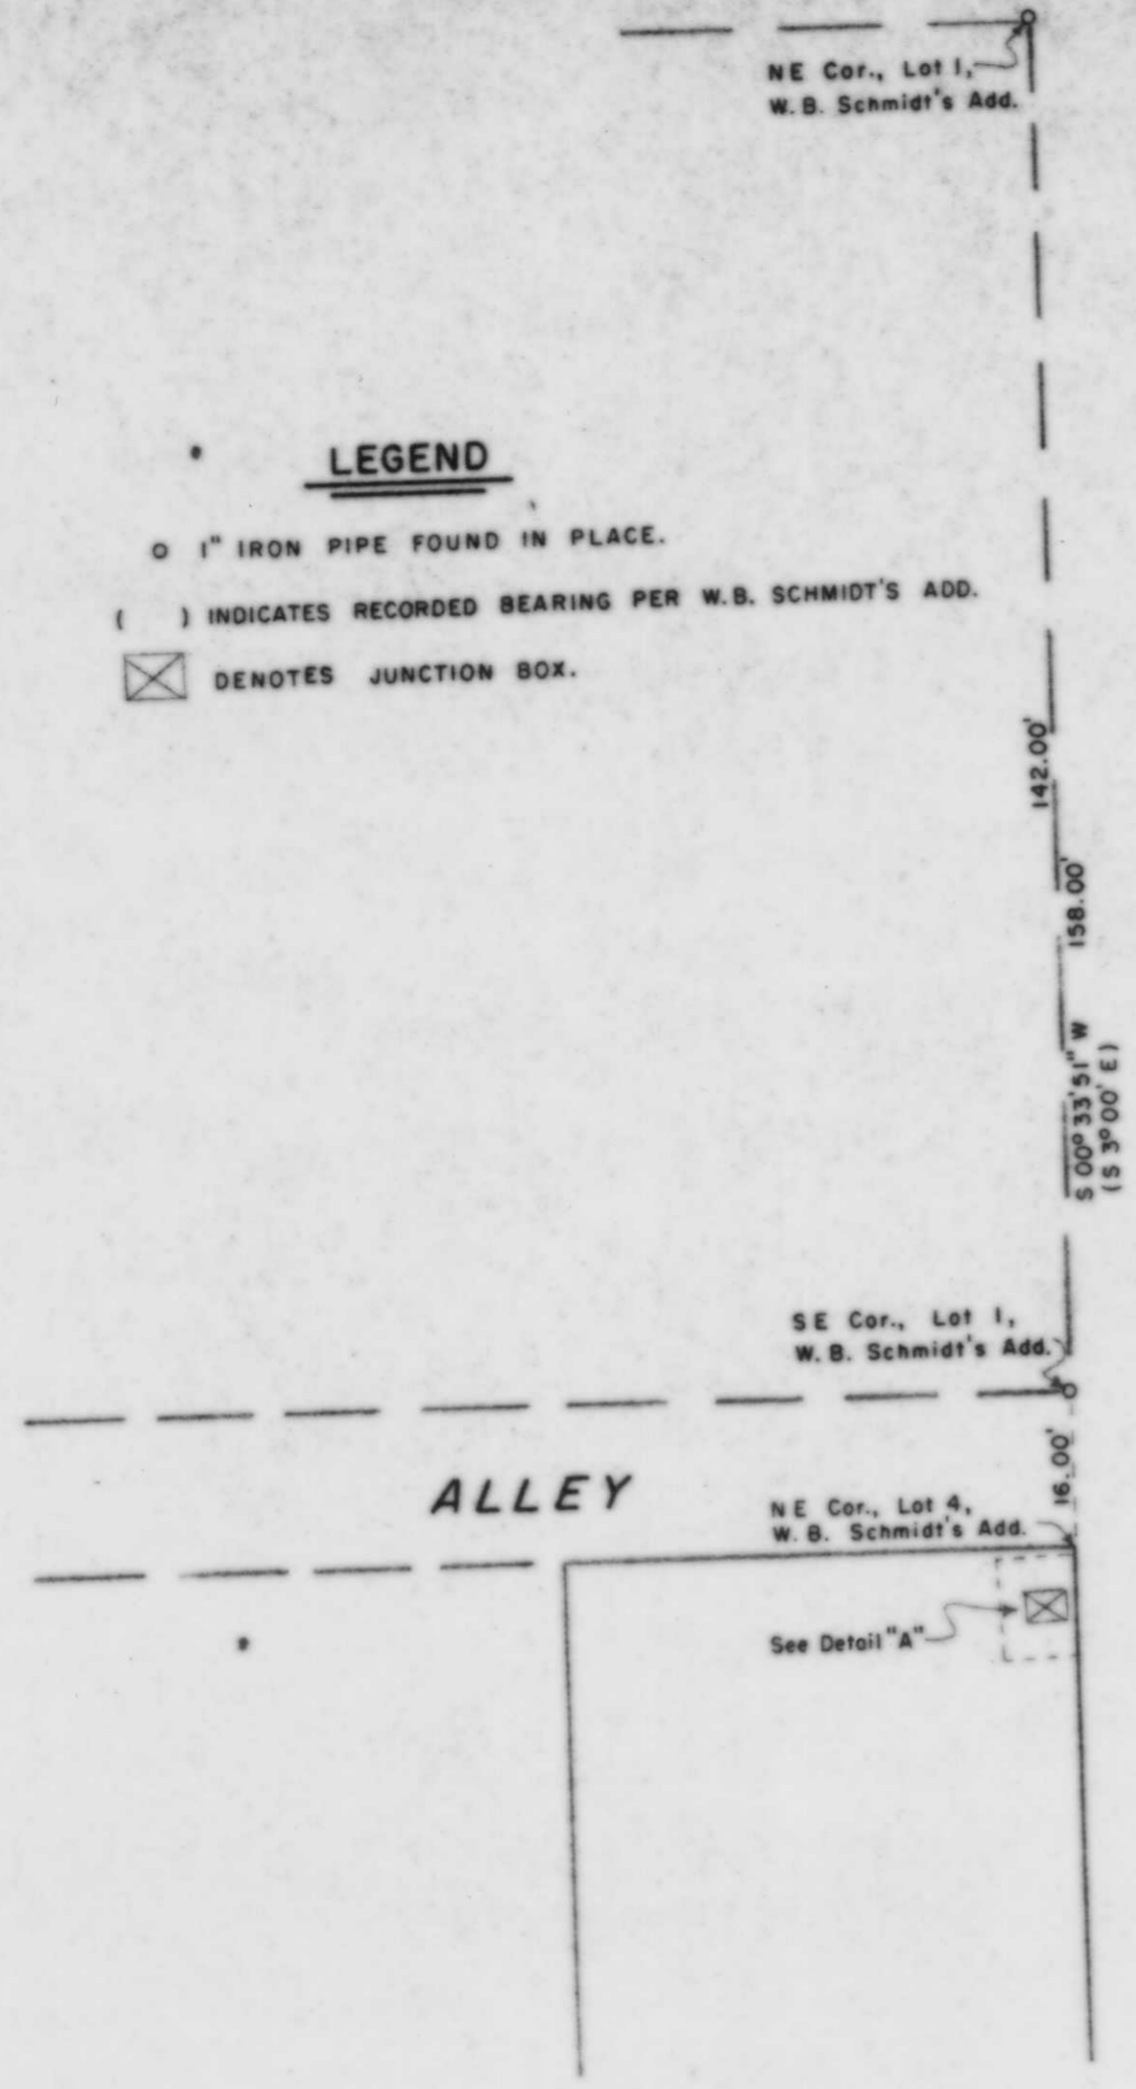 NE Cor., Lot 1,
W. B. Schmidt's Add.
LEGEND
o 1" IRON PIPE FOUND IN PLACE.
( ) INDICATES RECORDED BEARING PER W.B. SCHMIDT'S ADD.
DENOTES JUNCTION BOX.
142.00'
158.00'
S 00° 33' 51" W
(S 3° 00' E)
SE Cor., Lot 1,
W. B. Schmidt's Add.
16.00'
ALLEY
NE Cor., Lot 4,
W. B. Schmidt's Add.
See Detail "A"